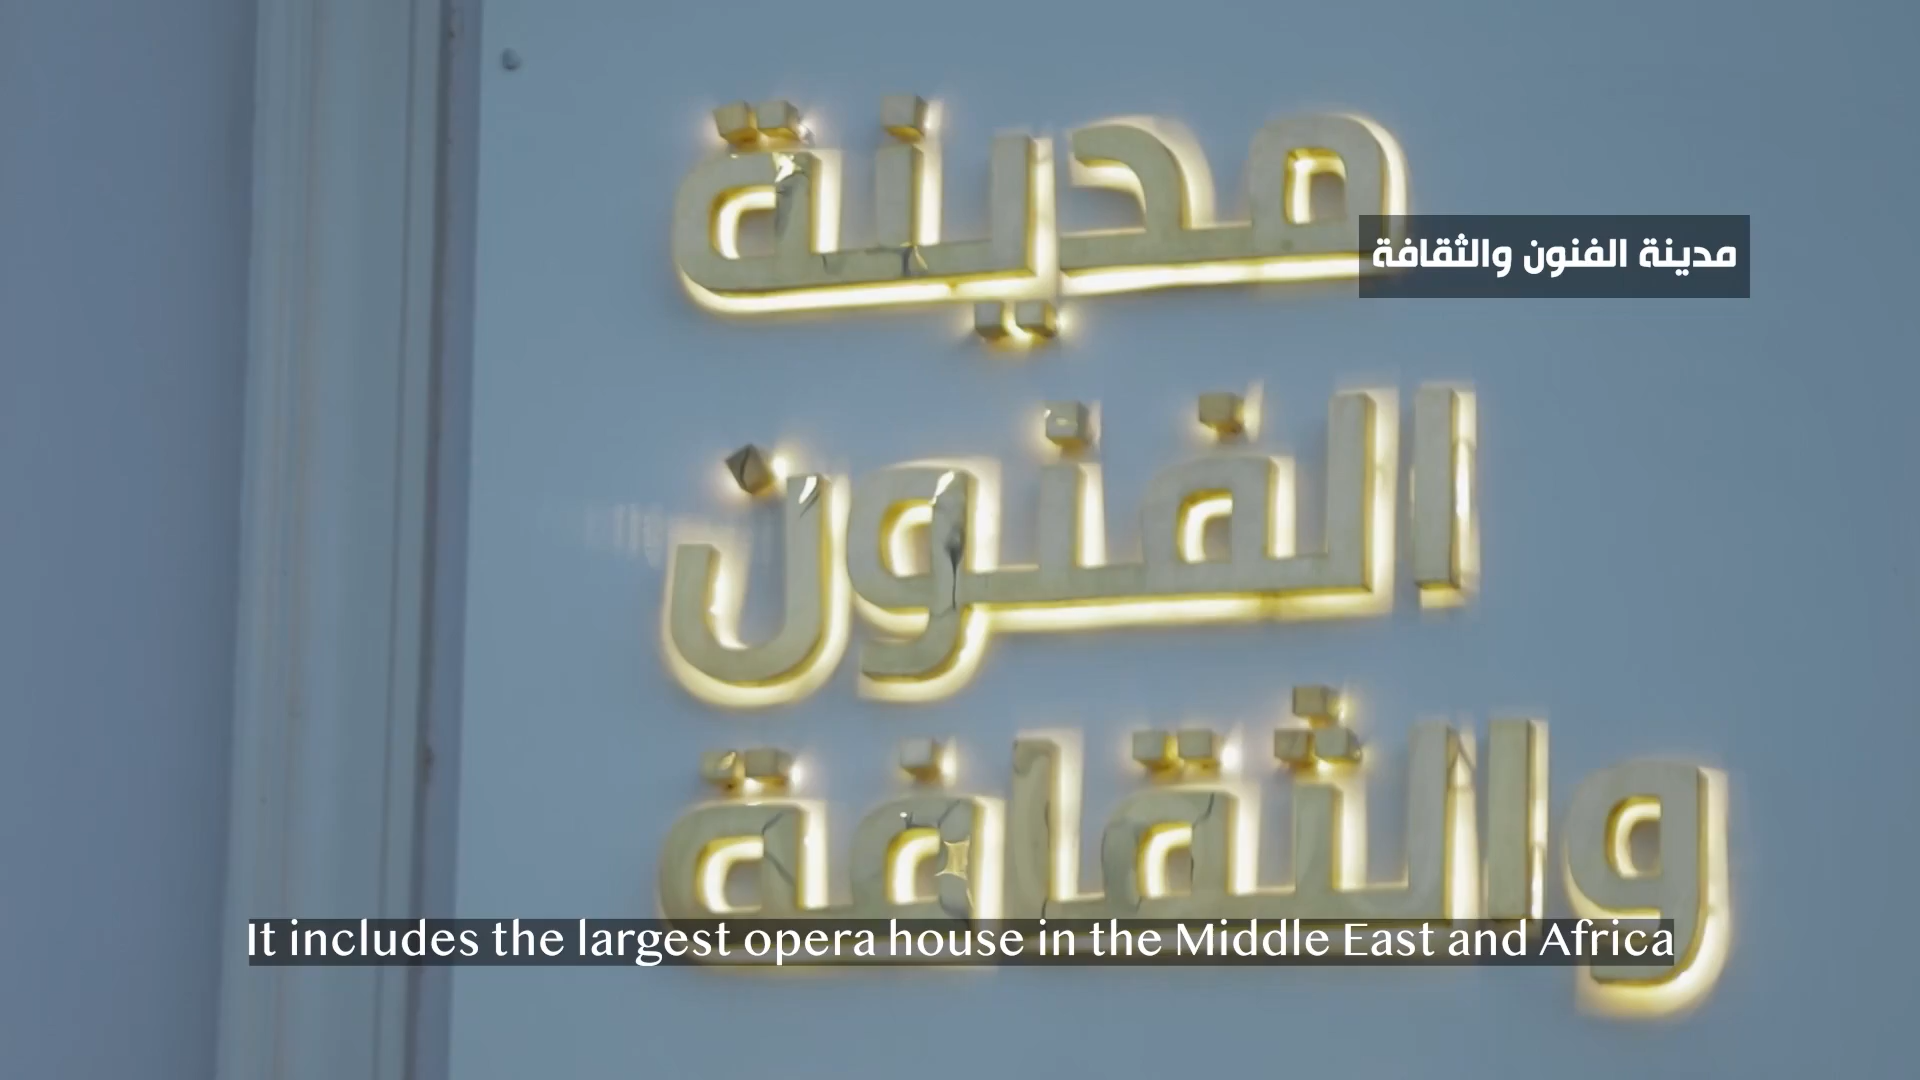 مدينة
مدينة الفنون والثقافة
الفنون
والثقافة
It includes the largest opera house in the Middle East and Africa